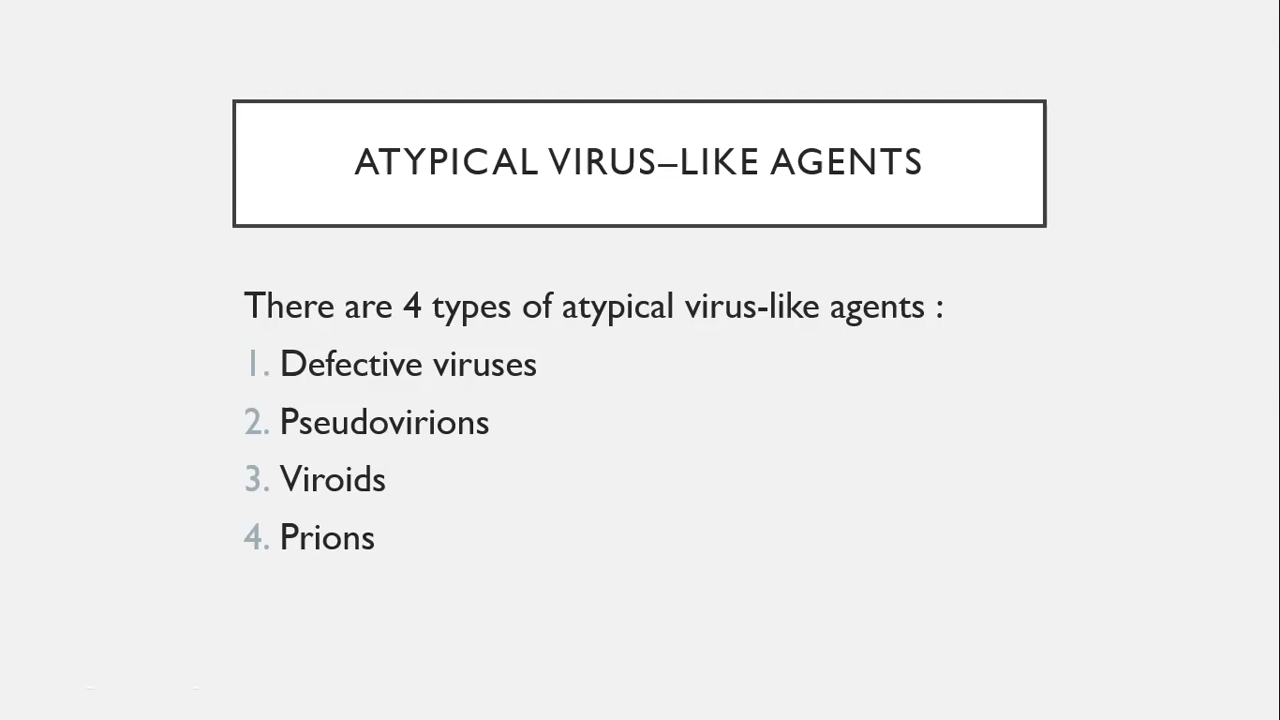 ATYPICAL VIRUS–LIKE AGENTS
There are 4 types of atypical virus-like agents :
1. Defective viruses
2. Pseudovirions
3. Viroids
4. Prions